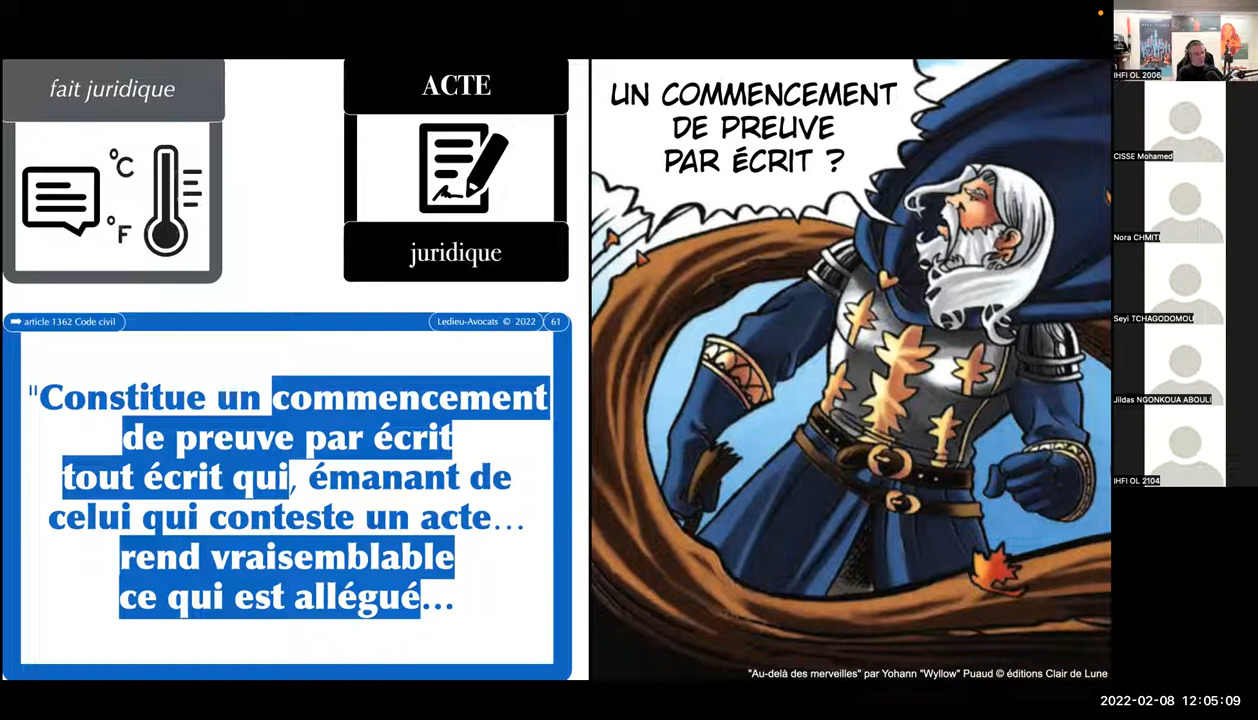 fait juridique
°C
°F
ACTE
juridique
➡ article 1362 Code civil
Ledieu-Avocats © 2022
61
"Constitue un commencement
de preuve par écrit
tout écrit qui, émanant de
celui qui conteste un acte…
rend vraisemblable
ce qui est allégué…
UN COMMENCEMENT
DE PREUVE
PAR ÉCRIT ?
"Au-delà des merveilles" par Yohann "Wyllow" Puaud © éditions Clair de Lune
IHFI OL 2006
CISSE Mohamed
Nora CHMITI
Seyi TCHAGODOMOU
Jildas NGONKOUA ABOULI
IHFI OL 2104
2022-02-08 12:05:09